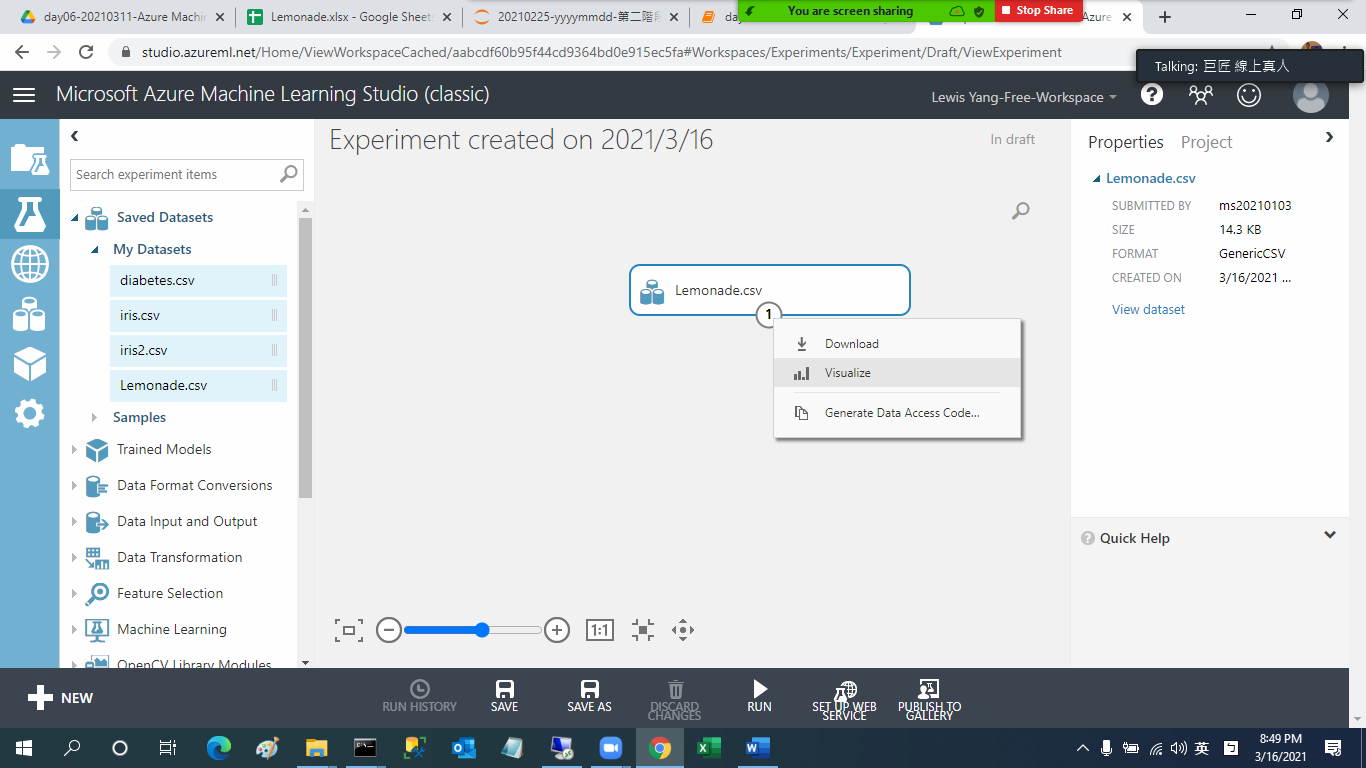 day06-20210311-Azure Machin
Lemonade.xlsx - Google Sheets
20210225-yyyymmdd-第二階段
day
You are screen sharing
Stop Share
Azure
studio.azureml.net/Home/ViewWorkspaceCached/aabcdf60b95f44cd9364bd0e915ec5fa#Workspaces/Experiments/Experiment/Draft/ViewExperiment
Talking: 巨匠 線上真人
Microsoft Azure Machine Learning Studio (classic)
Lewis Yang-Free-Workspace
?
Search experiment items
Saved Datasets
My Datasets
diabetes.csv
iris.csv
iris2.csv
Lemonade.csv
Samples
Trained Models
Data Format Conversions
Data Input and Output
Data Transformation
Feature Selection
Machine Learning
OpenCV Library Modules
Experiment created on 2021/3/16
In draft
Lemonade.csv
1
Download
Visualize
Generate Data Access Code...
1:1
Properties
Project
Lemonade.csv
SUBMITTED BY ms20210103
SIZE 14.3 KB
FORMAT GenericCSV
CREATED ON 3/16/2021 ...
View dataset
? Quick Help
NEW
RUN HISTORY
SAVE
SAVE AS
DISCARD
CHANGES
RUN
SET UP WEB
SERVICE
PUBLISH TO
GALLERY
英
8:49 PM
3/16/2021